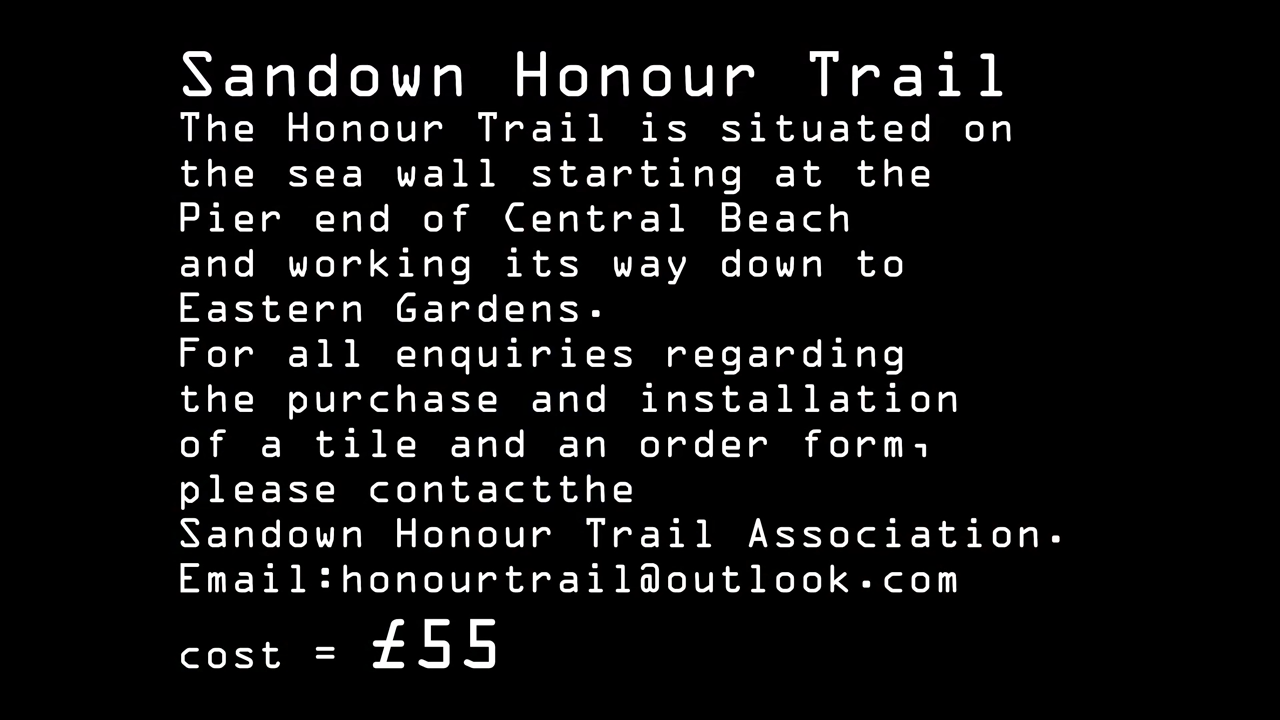 Sandown Honour Trail
The Honour Trail is situated on
the sea wall starting at the
Pier end of Central Beach
and working its way down to
Eastern Gardens.
For all enquiries regarding
the purchase and installation
of a tile and an order form,
please contactthe
Sandown Honour Trail Association.
Email:honourtrail@outlook.com
cost = £55